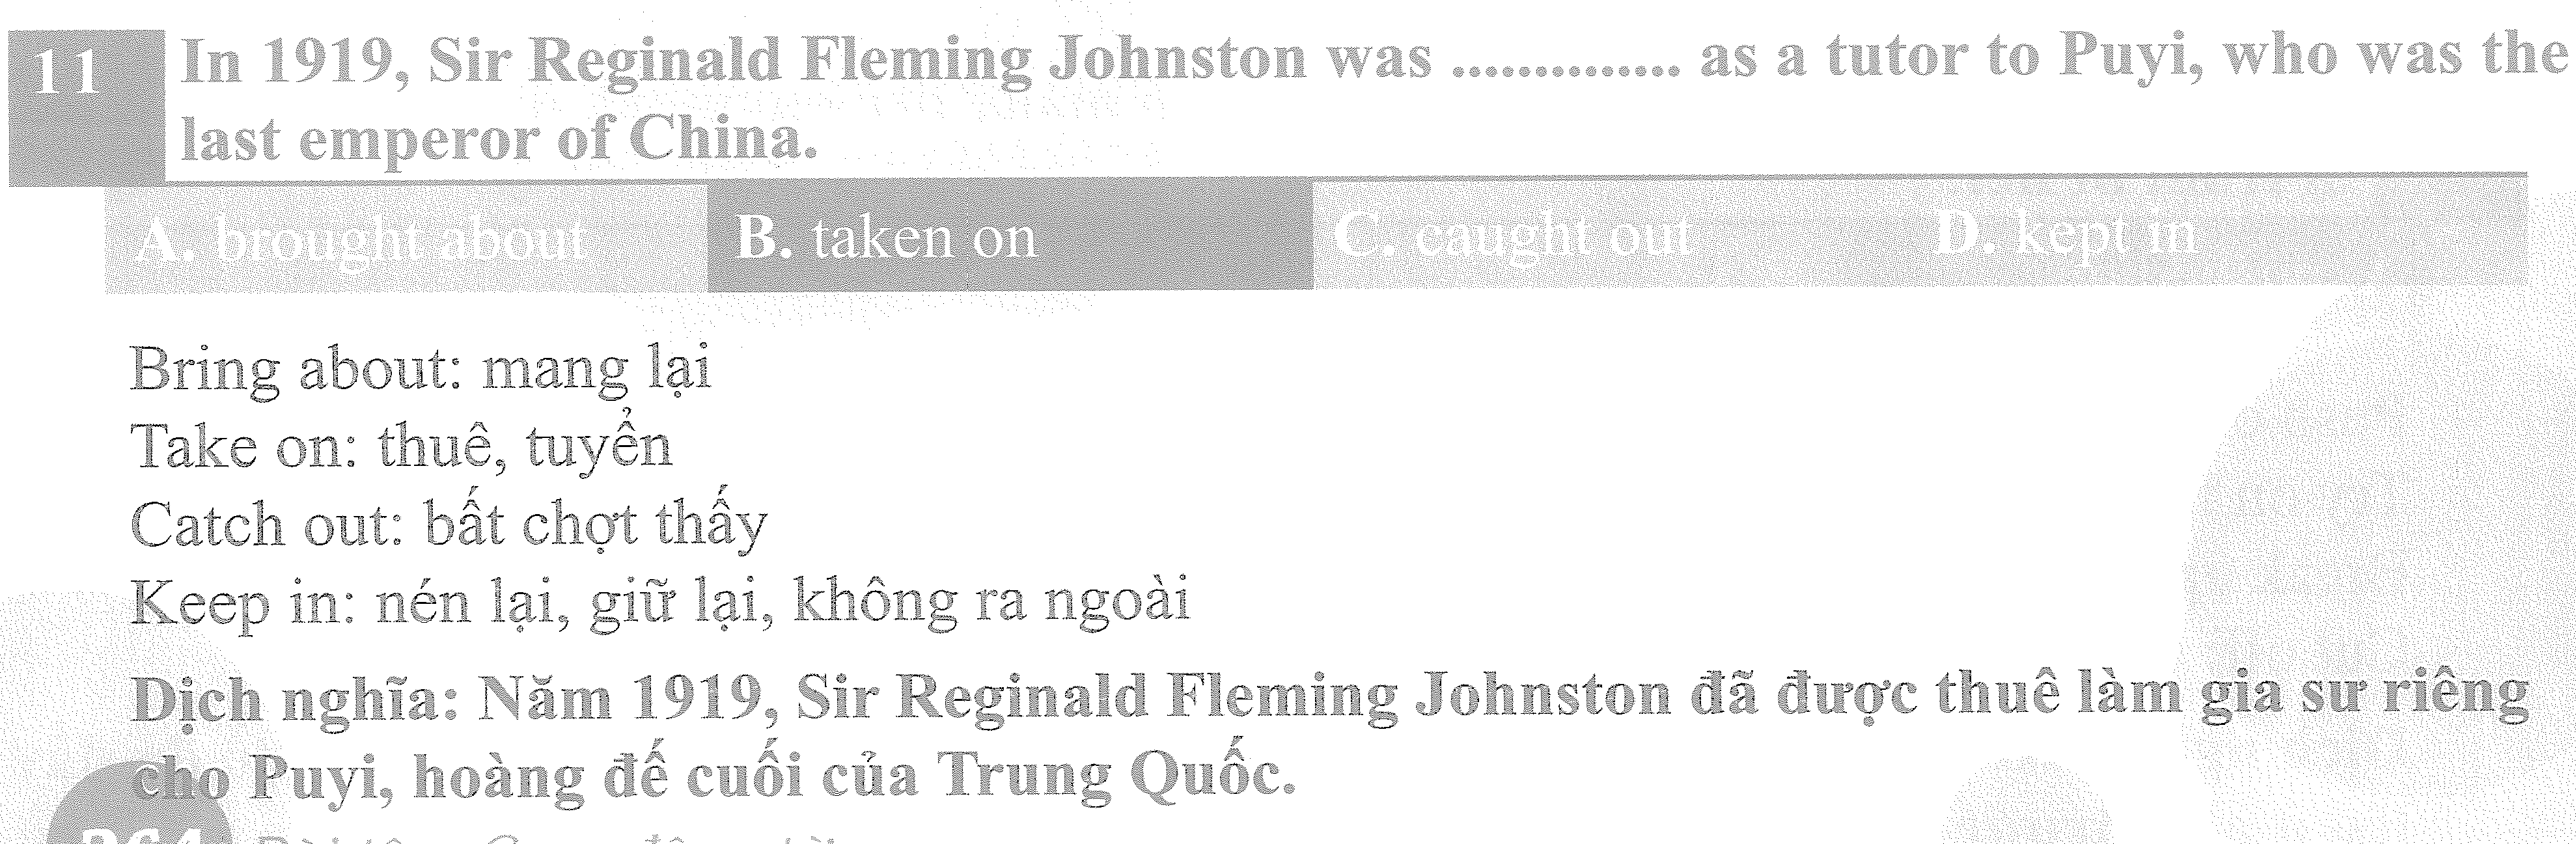 11 In 1919, Sir Reginald Fleming Johnston was ............. as a tutor to Puyi, who was the
last emperor of China.
A. brought about B. taken on C. caught out D. kept in
Bring about: mang lại
Take on: thuê, tuyển
Catch out: bất chợt thấy
Keep in: nén lại, giữ lại, không ra ngoài
Dịch nghĩa: Năm 1919, Sir Reginald Fleming Johnston đã được thuê làm gia sư riêng
cho Puyi, hoàng đế cuối của Trung Quốc.